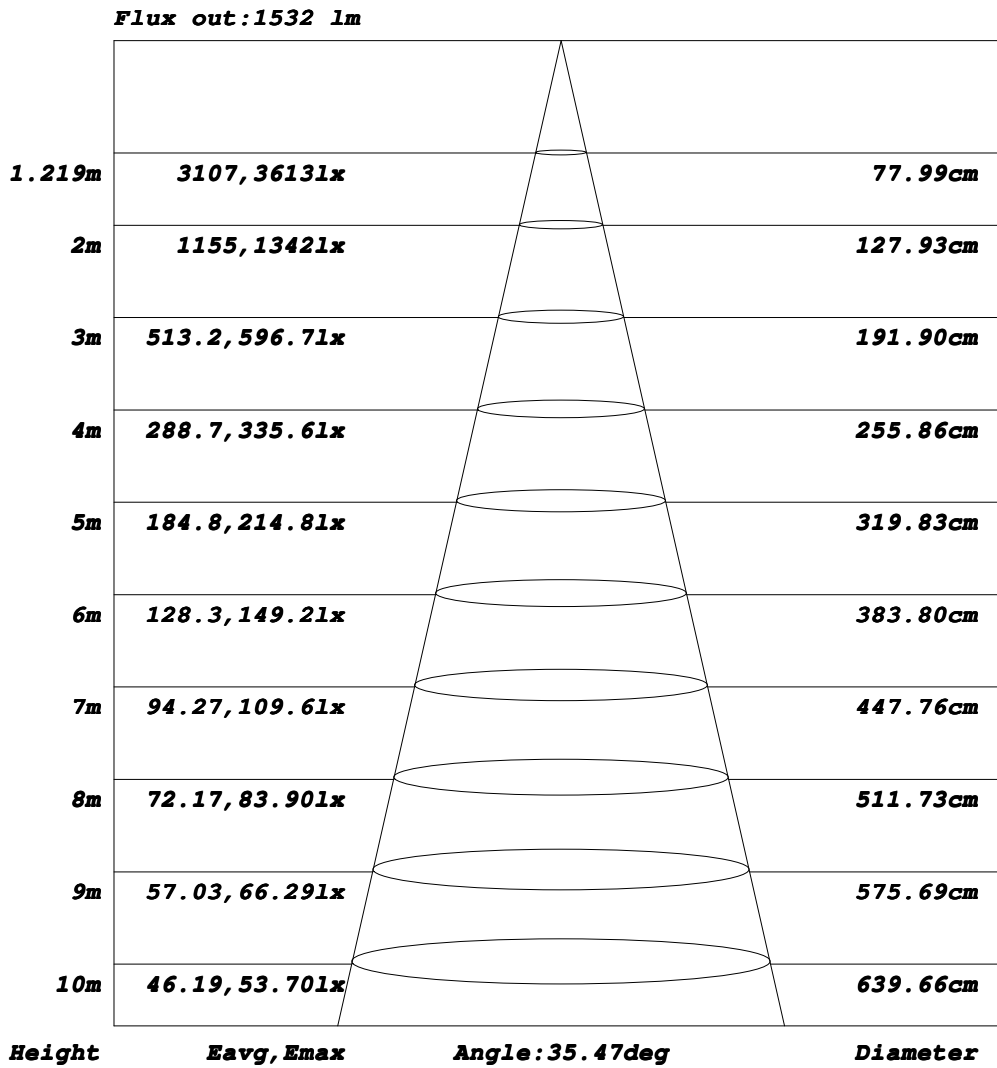 Flux out:1532 lm
1.219m 3107,3613lx 77.99cm
2m 1155,1342lx 127.93cm
3m 513.2,596.7lx 191.90cm
4m 288.7,335.6lx 255.86cm
5m 184.8,214.8lx 319.83cm
6m 128.3,149.2lx 383.80cm
7m 94.27,109.6lx 447.76cm
8m 72.17,83.90lx 511.73cm
9m 57.03,66.29lx 575.69cm
10m 46.19,53.70lx 639.66cm
Height Eavg,Emax Angle:35.47deg Diameter